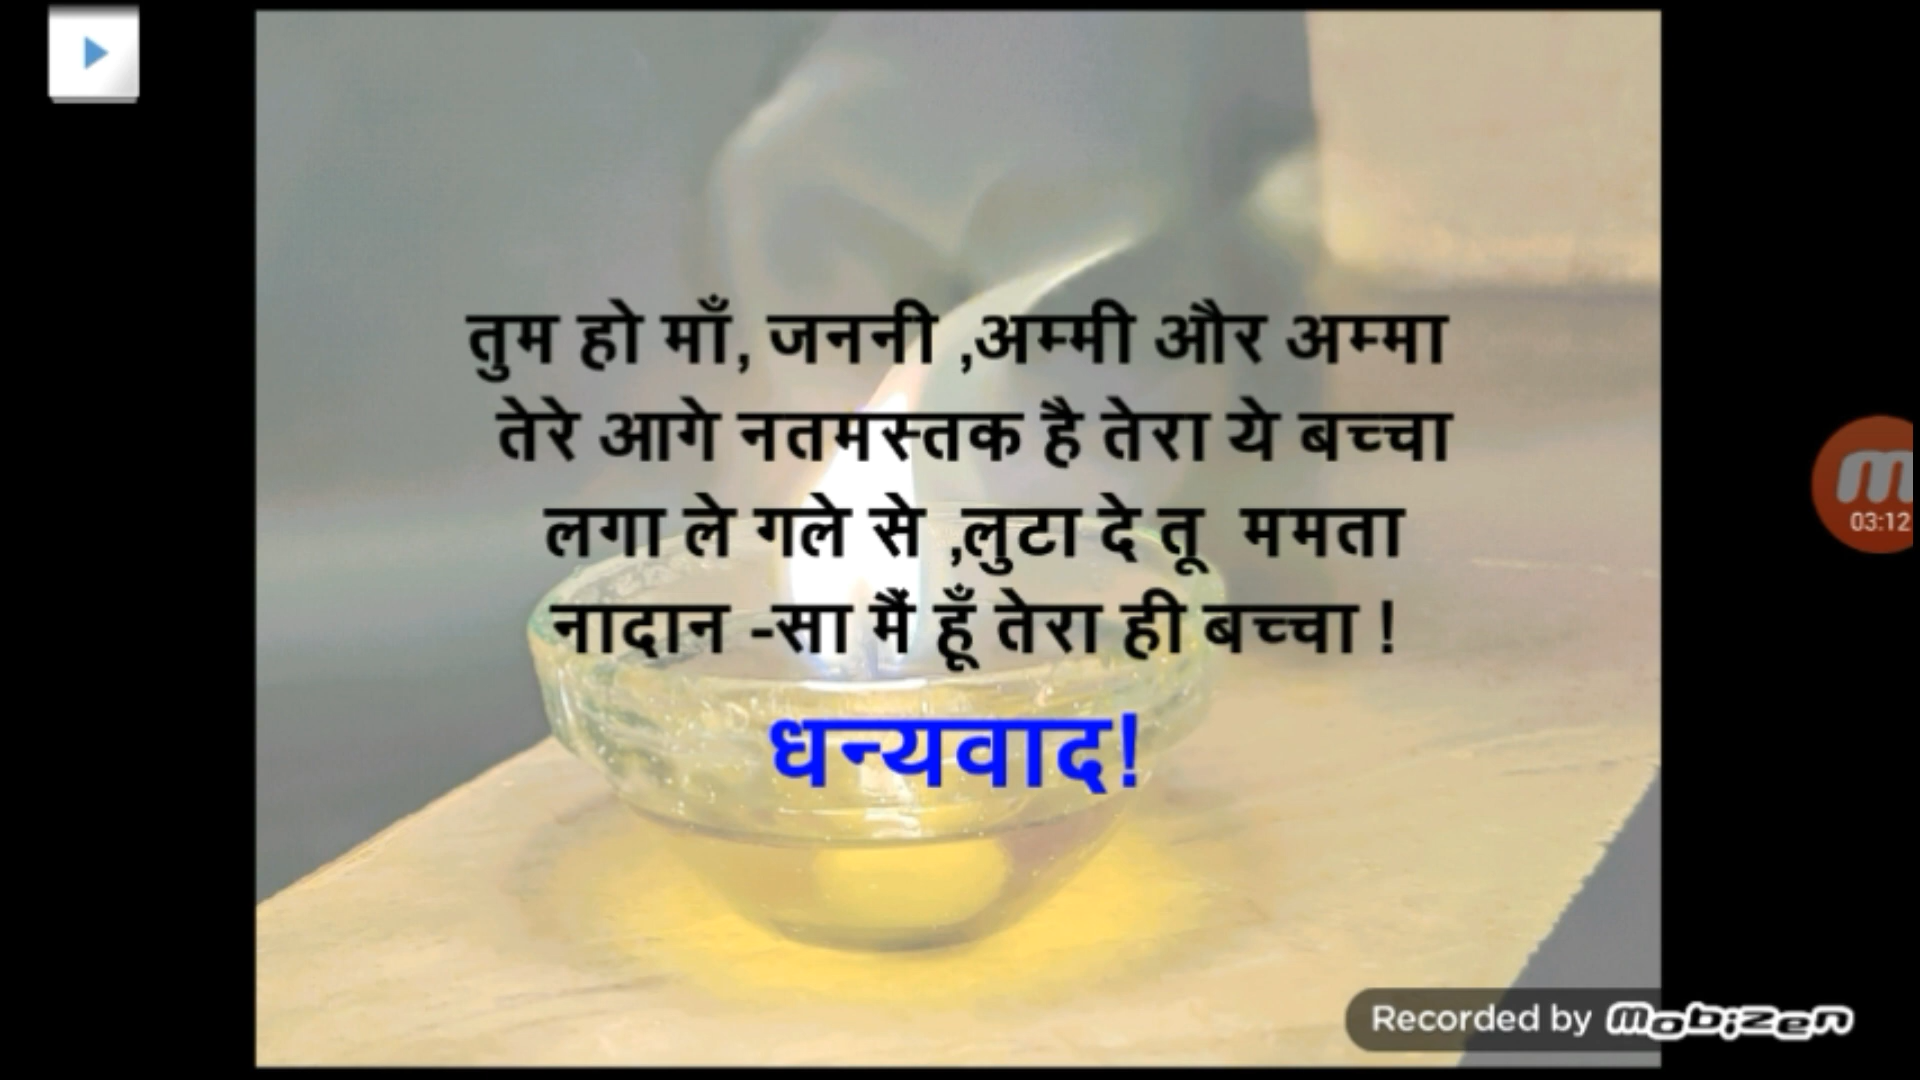 तुम हो माँ, जननी ,अम्मी और अम्मा
तेरे आगे नतमस्तक है तेरा ये बच्चा
लगा ले गले से ,लुटा दे तू  ममता
नादान -सा मैं हूँ तेरा ही बच्चा !
धन्यवाद!
03:12
Recorded by Mobizen